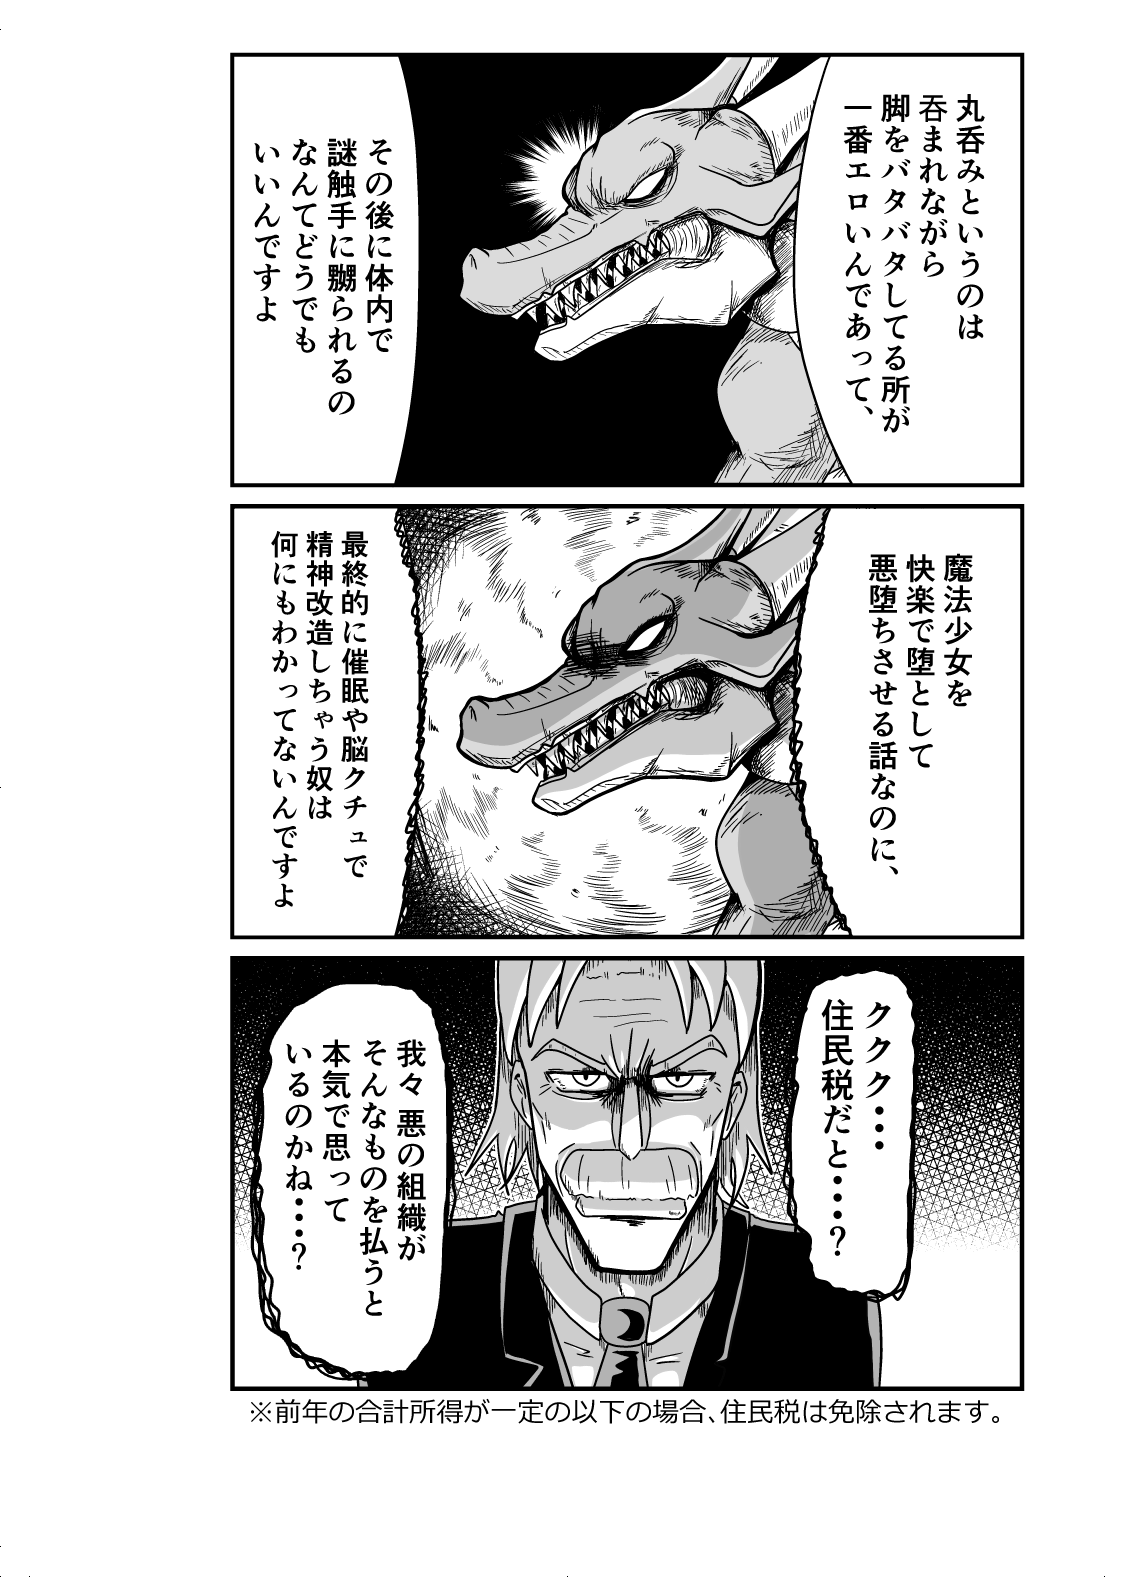 丸呑みというのは
呑まれながら
脚をバタバタしてる所が
一番エロいんであって、
その後に体内で
謎触手に嬲られるの
なんてどうでも
いいんですよ
魔法少女を
快楽で堕として
悪堕ちさせる話なのに、
最終的に催眠や脳クチュで
精神改造しちゃう奴は
何にもわかってないんですよ
ククク・・・
住民税だと・・・・?
我々 悪の組織が
そんなものを払うと
本気で思って
いるのかね・・・?
※前年の合計所得が一定の以下の場合、住民税は免除されます。